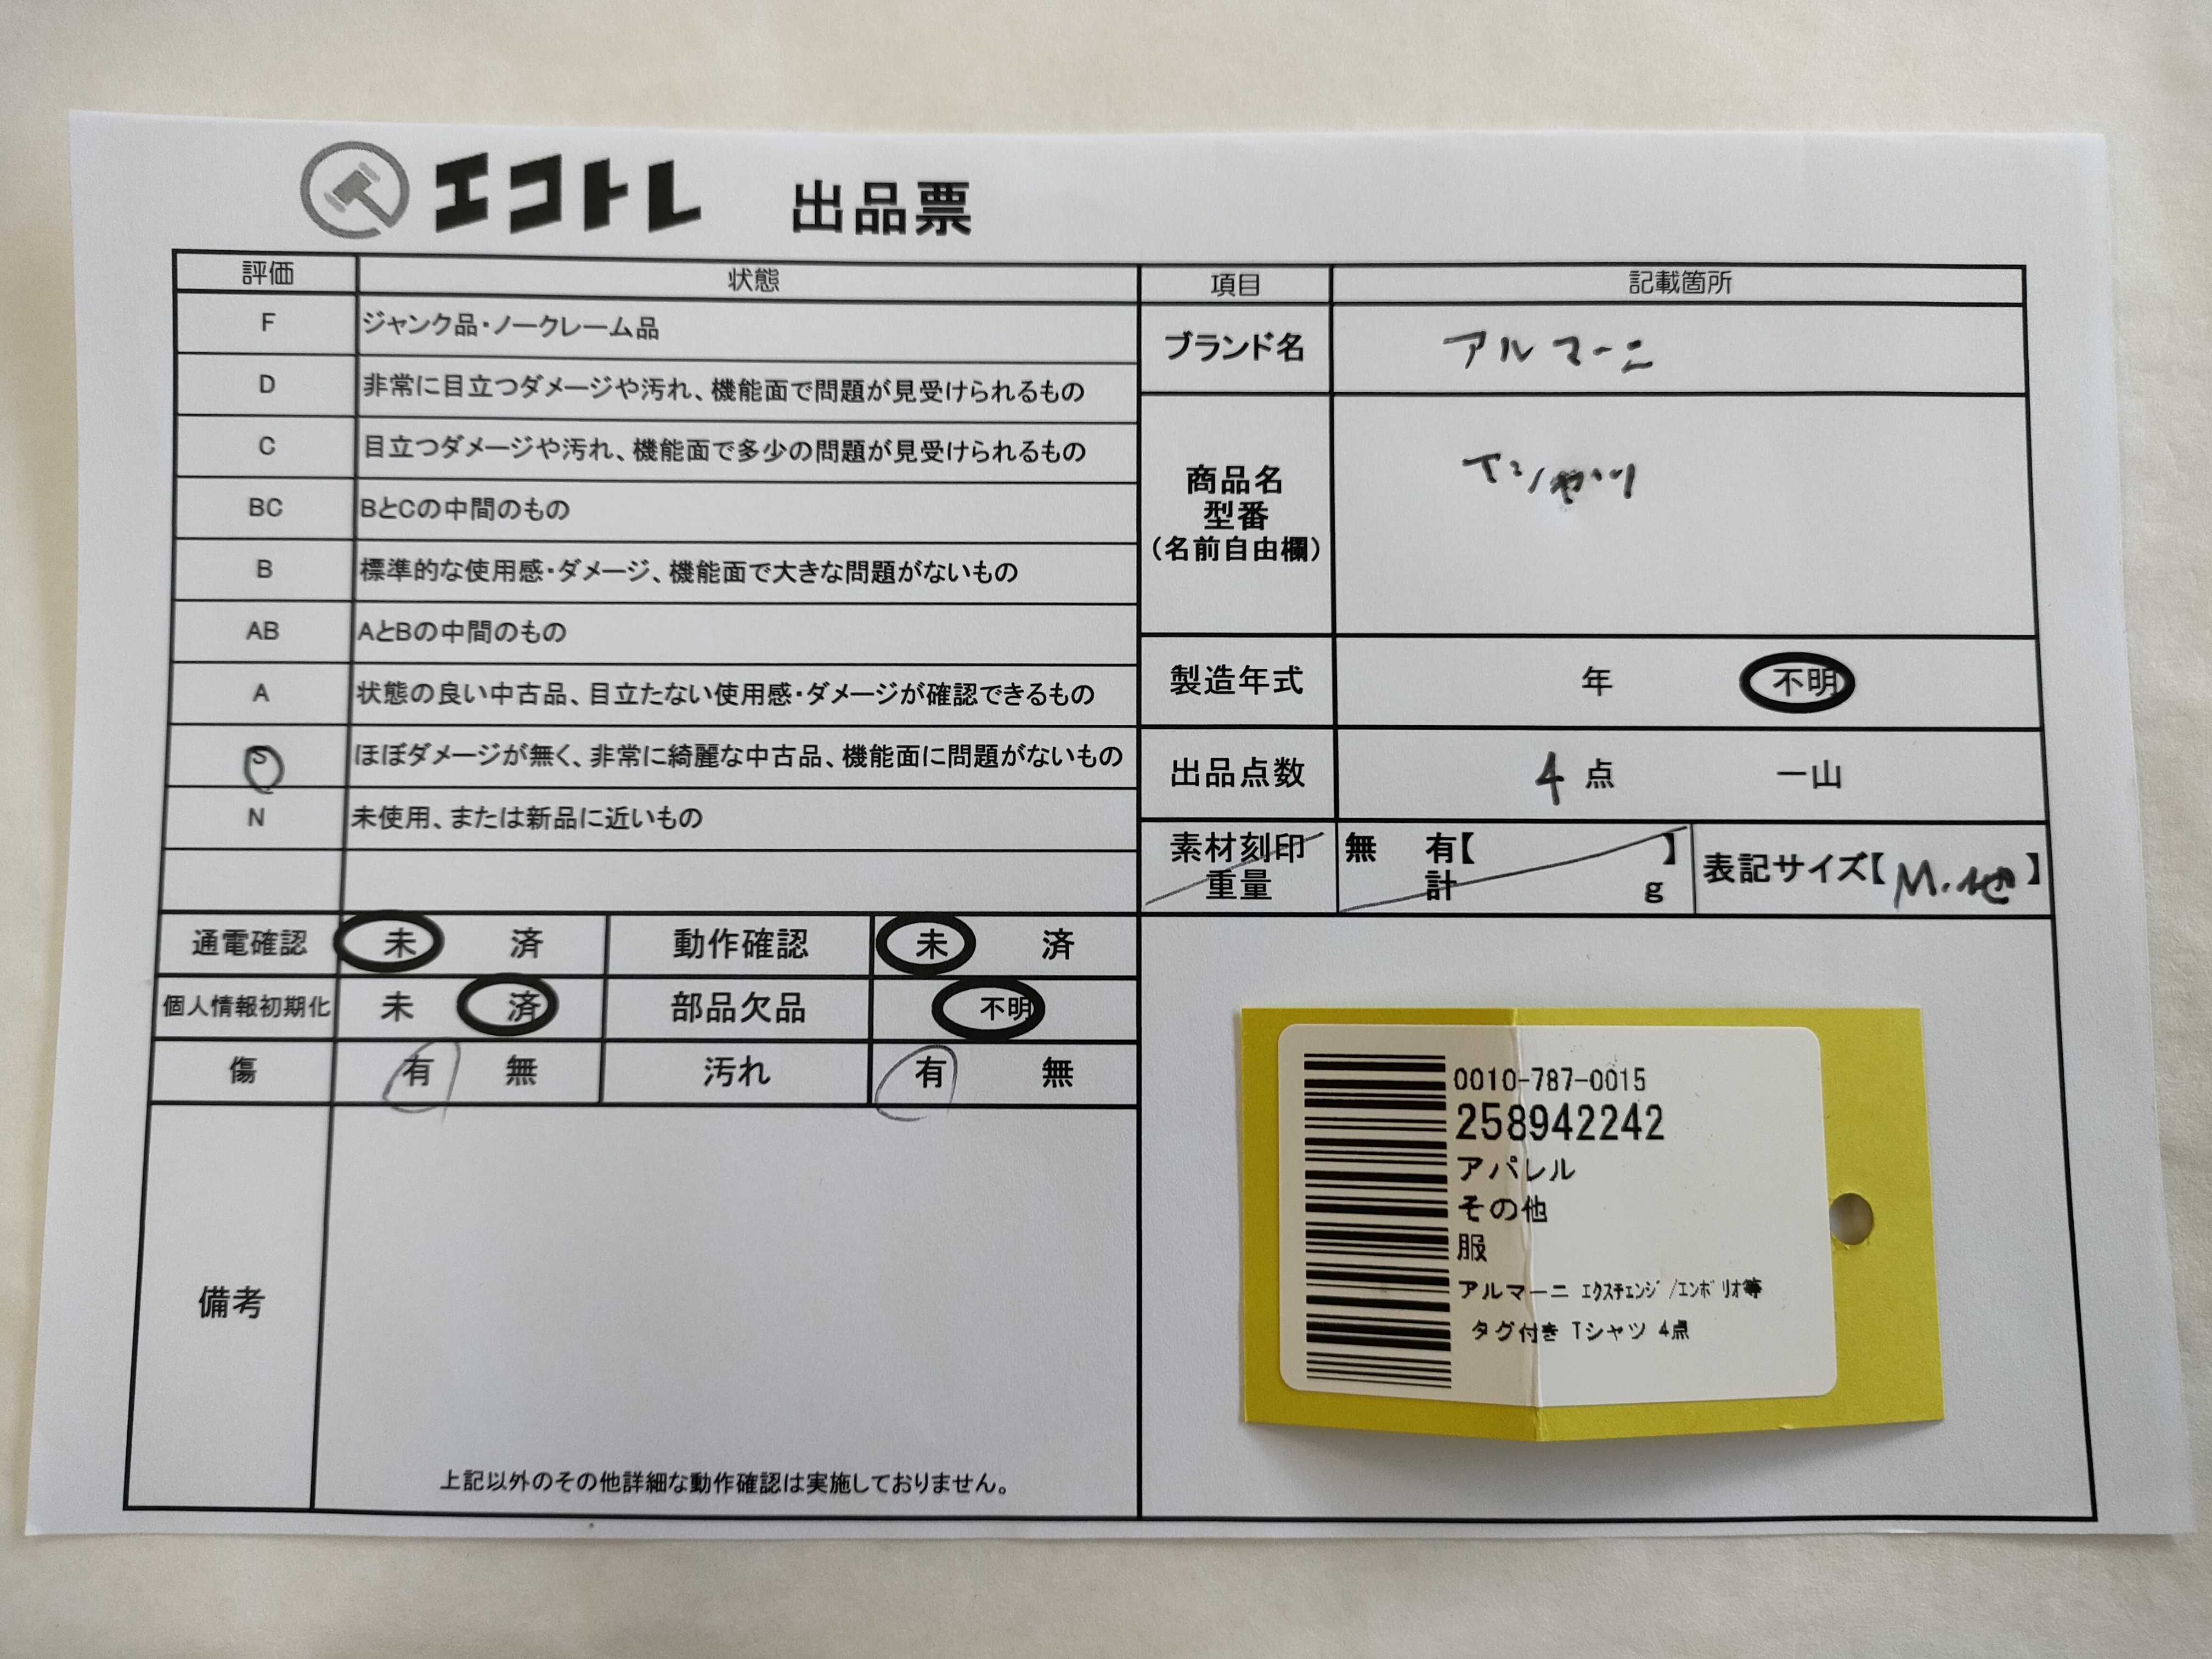 エコトレ 出品票
評価 状態
F ジャンク品・ノークレーム品
D 非常に目立つダメージや汚れ、機能面で問題が見受けられるもの
C 目立つダメージや汚れ、機能面で多少の問題が見受けられるもの
BC BとCの中間のもの
B 標準的な使用感・ダメージ、機能面で大きな問題がないもの
AB AとBの中間のもの
A 状態の良い中古品、目立たない使用感・ダメージが確認できるもの
S ほぼダメージが無く、非常に綺麗な中古品、機能面に問題がないもの
N 未使用、または新品に近いもの
通電確認 未 済 動作確認 未 済
個人情報初期化 未 済 部品欠品 不明
傷 有 無 汚れ 有 無
備考
上記以外のその他詳細な動作確認は実施しておりません。
項目 記載箇所
ブランド名 アルマーニ
商品名
型番
(名前自由欄)
Tシャツ
製造年式 年 不明
出品点数 4 点 一山
素材刻印 無 有【 】
重量 計 g
表記サイズ【M.他】
0010-787-0015
258942242
アパレル
その他
服
アルマーニ エクスチェンジ/エンポリオ等
タグ付き Tシャツ 4点